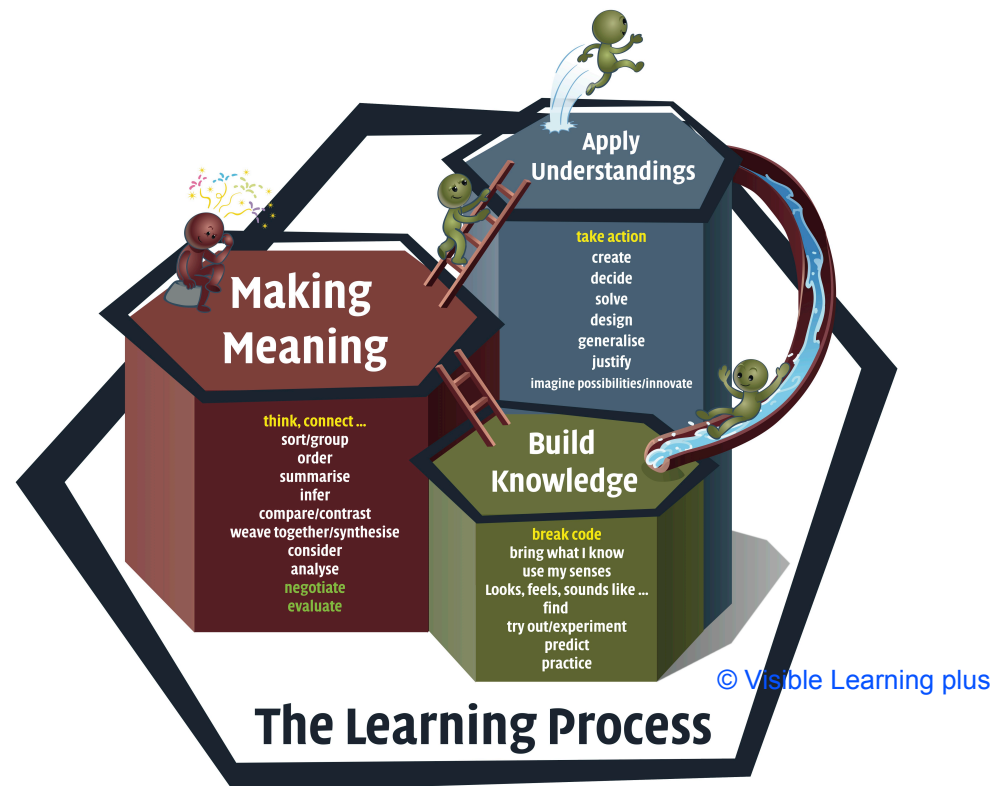 Apply
Understandings
take action
create
decide
solve
design
generalise
justify
imagine possibilities/innovate
Making
Meaning
think, connect ...
sort/group
order
summarise
infer
compare/contrast
weave together/synthesise
consider
analyse
negotiate
evaluate
Build
Knowledge
break code
bring what I know
use my senses
Looks, feels, sounds like ...
find
try out/experiment
predict
practice
© Visible Learning plus
The Learning Process